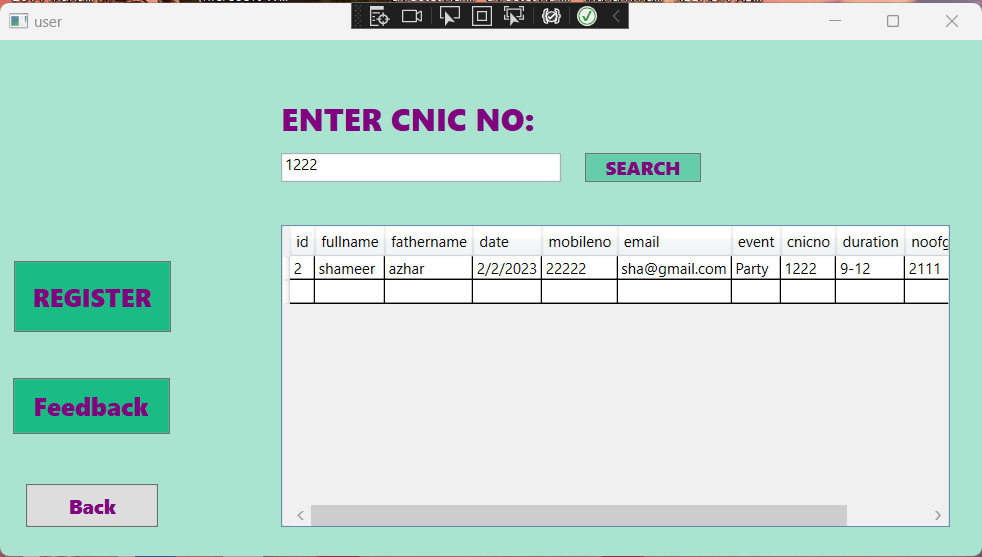 user
ENTER CNIC NO:
1222
SEARCH
id fullname fathername date mobileno email event cnicno duration noofg
2 shameer azhar 2/2/2023 22222 sha@gmail.com Party 1222 9-12 2111
REGISTER
Feedback
Back